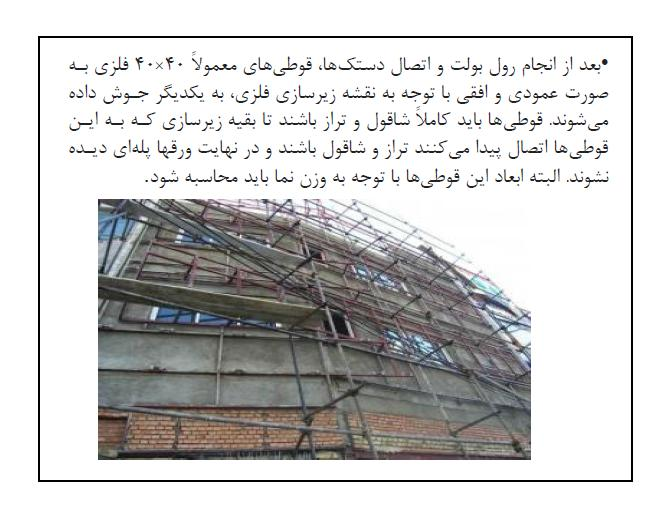 •بعد از انجام رول بولت و اتصال دستک‌ها، قوطی‌های معمولاً ۴۰×۴۰ فلزی به
صورت عمودی و افقی با توجه به نقشه زیرسازی فلزی، به یکدیگر جوش داده
می‌شوند. قوطی‌ها باید کاملاً شاقول و تراز باشند تا بقیه زیرسازی که به این
قوطی‌ها اتصال پیدا می‌کنند تراز و شاقول باشند و در نهایت ورقها پله‌ای دیده
نشوند. البته ابعاد این قوطی‌ها با توجه به وزن نما باید محاسبه شود.